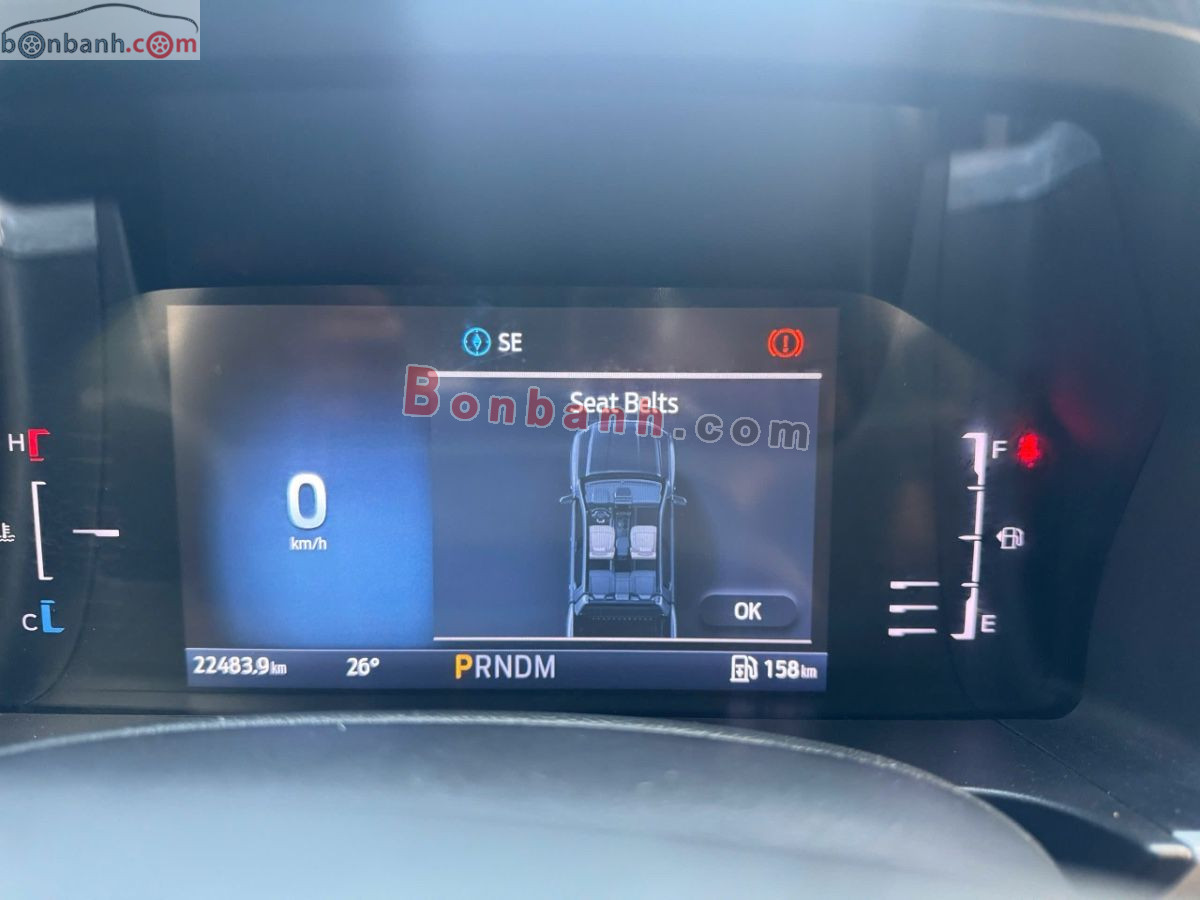 bonbanh.com
SE
Seat Belts
Bonbanh.com
H
F
0
km/h
OK
C
E
22483.9 km
26°
PRNDM
158 km